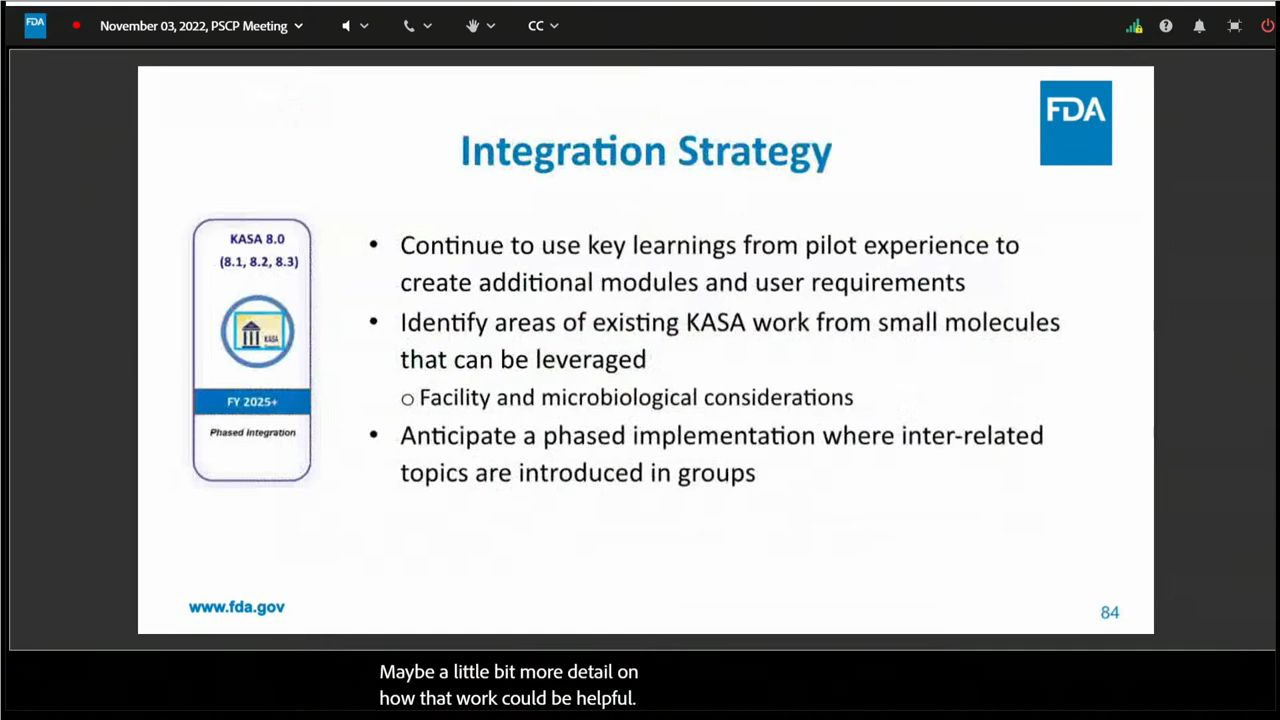 FDA
November 03, 2022, PSCP Meeting
CC
FDA
Integration Strategy
KASA 8.0
(8.1, 8.2, 8.3)
KASA
FY 2025+
Phased Integration
• Continue to use key learnings from pilot experience to
create additional modules and user requirements
• Identify areas of existing KASA work from small molecules
that can be leveraged
o Facility and microbiological considerations
• Anticipate a phased implementation where inter-related
topics are introduced in groups
www.fda.gov
84
Maybe a little bit more detail on
how that work could be helpful.